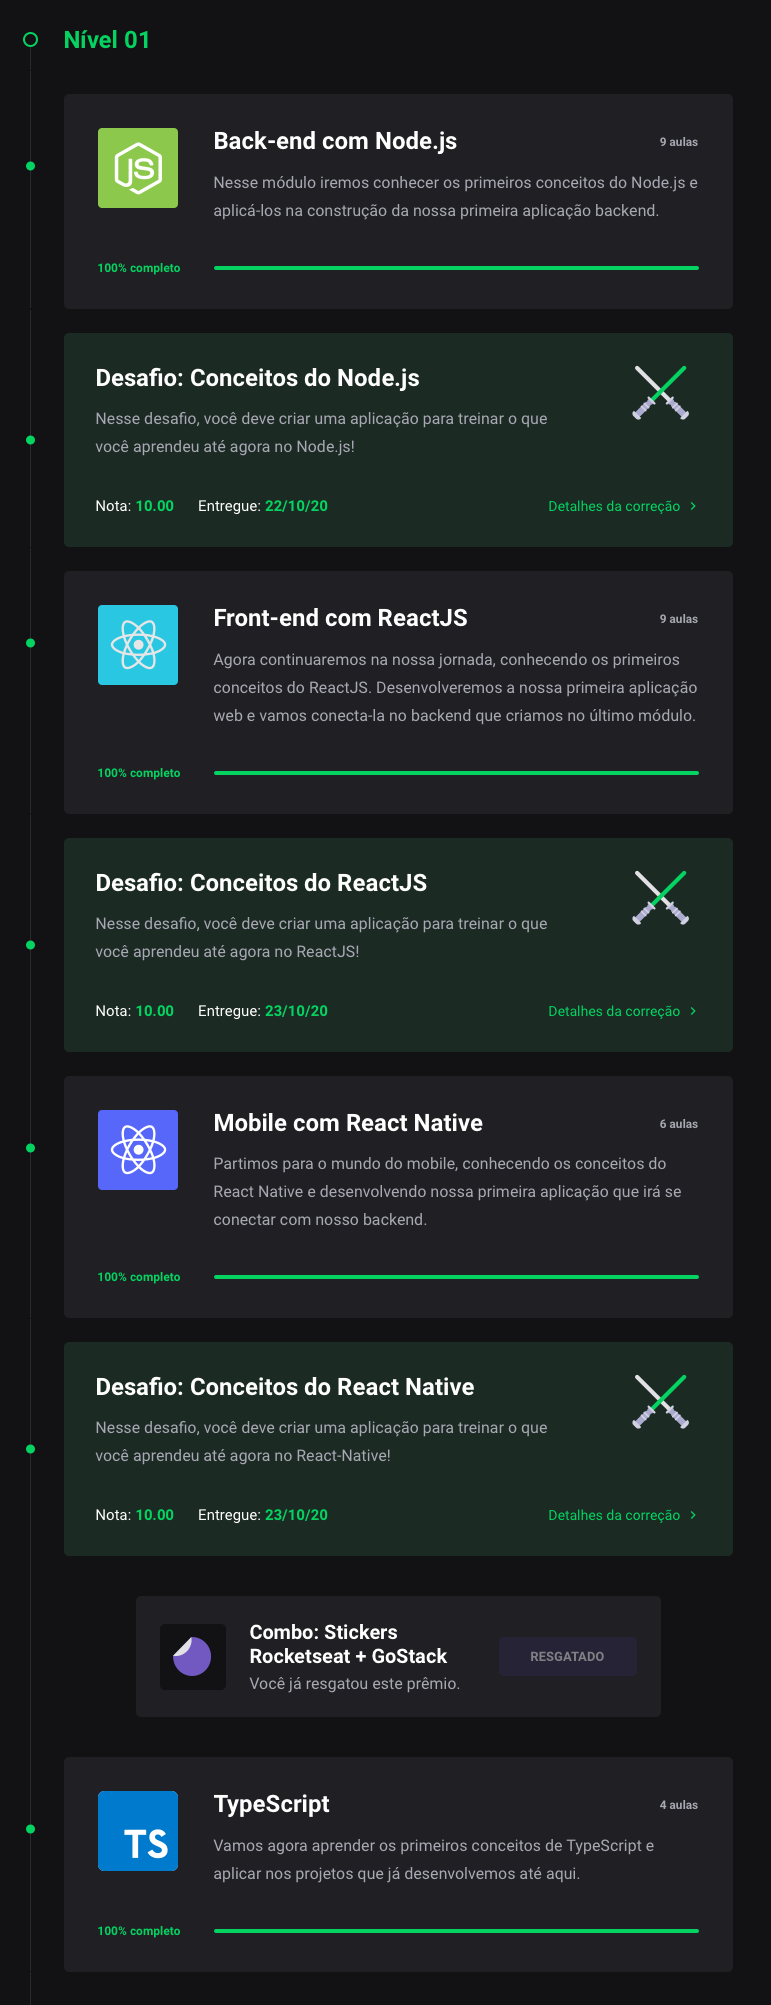 Nível 01
JS
Back-end com Node.js
9 aulas
Nesse módulo iremos conhecer os primeiros conceitos do Node.js e
aplicá-los na construção da nossa primeira aplicação backend.
100% completo
Desafio: Conceitos do Node.js
Nesse desafio, você deve criar uma aplicação para treinar o que
você aprendeu até agora no Node.js!
Nota: 10.00 Entregue: 22/10/20 Detalhes da correção >
Front-end com ReactJS
9 aulas
Agora continuaremos na nossa jornada, conhecendo os primeiros
conceitos do ReactJS. Desenvolveremos a nossa primeira aplicação
web e vamos conecta-la no backend que criamos no último módulo.
100% completo
Desafio: Conceitos do ReactJS
Nesse desafio, você deve criar uma aplicação para treinar o que
você aprendeu até agora no ReactJS!
Nota: 10.00 Entregue: 23/10/20 Detalhes da correção >
Mobile com React Native
6 aulas
Partimos para o mundo do mobile, conhecendo os conceitos do
React Native e desenvolvendo nossa primeira aplicação que irá se
conectar com nosso backend.
100% completo
Desafio: Conceitos do React Native
Nesse desafio, você deve criar uma aplicação para treinar o que
você aprendeu até agora no React-Native!
Nota: 10.00 Entregue: 23/10/20 Detalhes da correção >
Combo: Stickers
Rocketseat + GoStack
Você já resgatou este prêmio.
RESGATADO
TS
TypeScript
4 aulas
Vamos agora aprender os primeiros conceitos de TypeScript e
aplicar nos projetos que já desenvolvemos até aqui.
100% completo